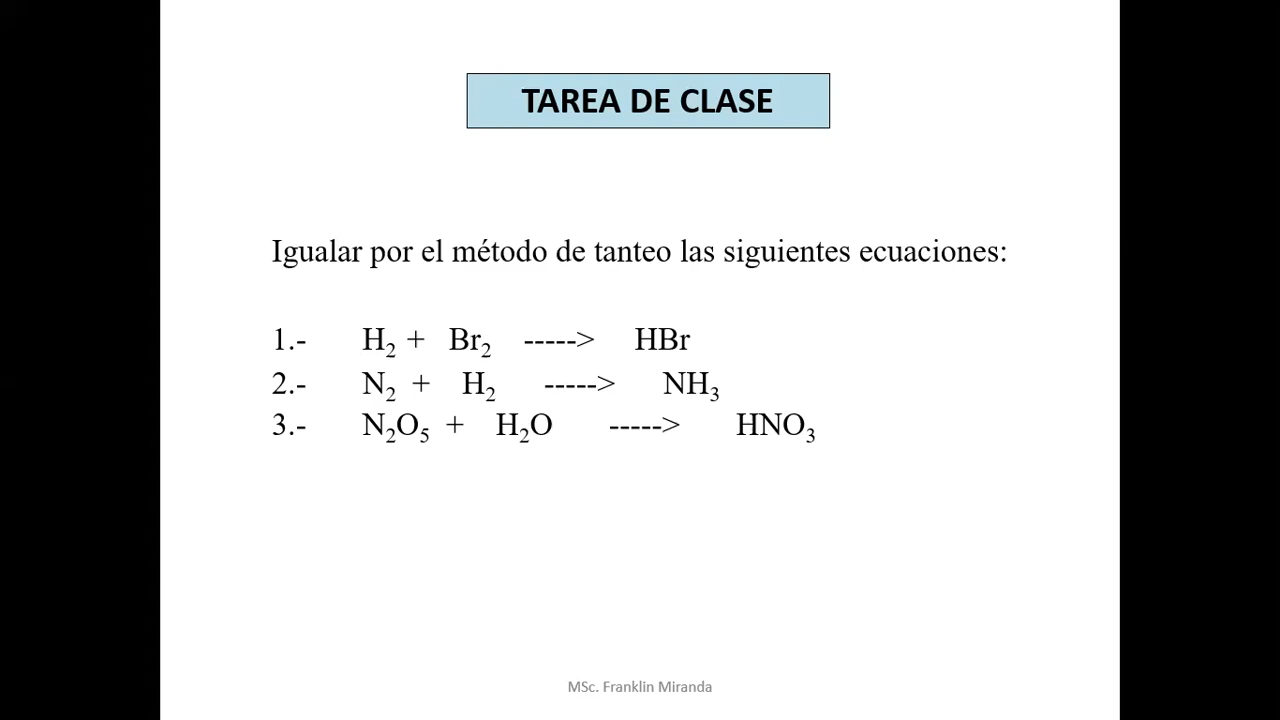 TAREA DE CLASE
Igualar por el método de tanteo las siguientes ecuaciones:
1.- H₂ + Br₂ -----> HBr
2.- N₂ + H₂ -----> NH₃
3.- N₂O₅ + H₂O -----> HNO₃
MSc. Franklin Miranda